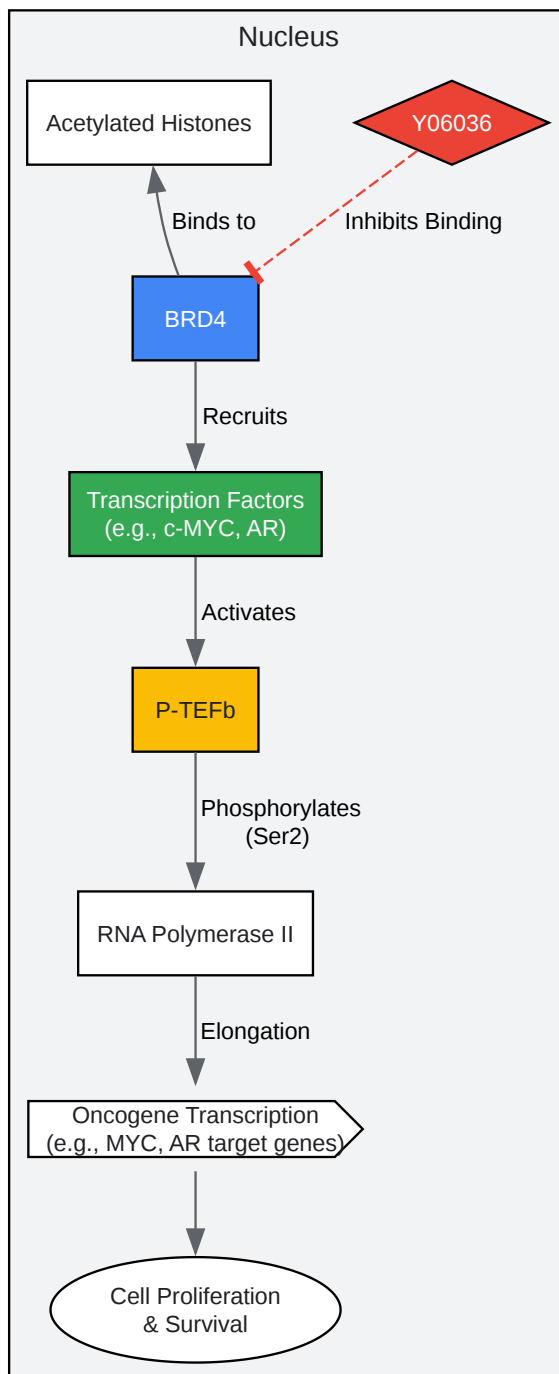 Nucleus
Acetylated Histones
Y06036
Binds to
Inhibits Binding
BRD4
Recruits
Transcription Factors
(e.g., c-MYC, AR)
Activates
P-TEFb
Phosphorylates
(Ser2)
RNA Polymerase II
Elongation
Oncogene Transcription
(e.g., MYC, AR target genes)
Cell Proliferation
& Survival